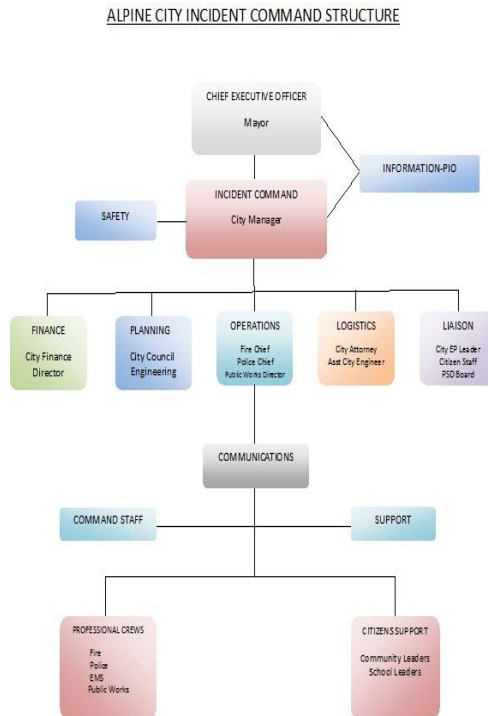 ALPINE CITY INCIDENT COMMAND STRUCTURE
CHIEF EXECUTIVE OFFICER
Mayor
INFORMATION-PIO
INCIDENT COMMAND
City Manager
SAFETY
FINANCE
City Finance
Director
PLANNING
City Council
Engineering
OPERATIONS
Fire Chief
Police Chief
Public Works Director
LOGISTICS
City Attorney
Asst City Engineer
LIAISON
City EP Leader
Citizen Staff
PSD Board
COMMUNICATIONS
COMMAND STAFF
SUPPORT
PROFESSIONAL CREWS
Fire
Police
EMS
Public Works
CITIZENS SUPPORT
Community Leaders
School Leaders